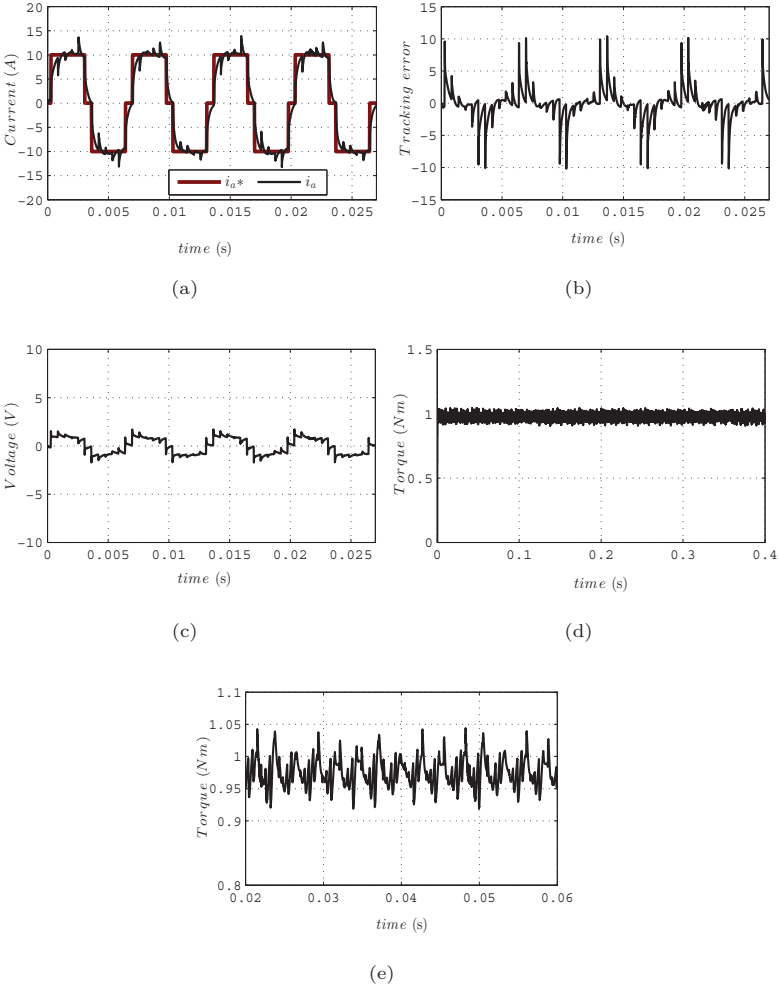 20
15
10
5
0
−5
−10
−15
−20
Current (A)
i_a* i_a
0 0.005 0.01 0.015 0.02 0.025
time (s)
(a)
15
10
5
0
−5
−10
−15
Tracking error
0 0.005 0.01 0.015 0.02 0.025
time (s)
(b)
10
5
0
−5
−10
Voltage (V)
0 0.005 0.01 0.015 0.02 0.025
time (s)
(c)
1.5
1
0.5
0
Torque (Nm)
0 0.1 0.2 0.3 0.4
time (s)
(d)
1.1
1.05
1
0.95
0.9
0.8
Torque (Nm)
0.02 0.03 0.04 0.05 0.06
time (s)
(e)